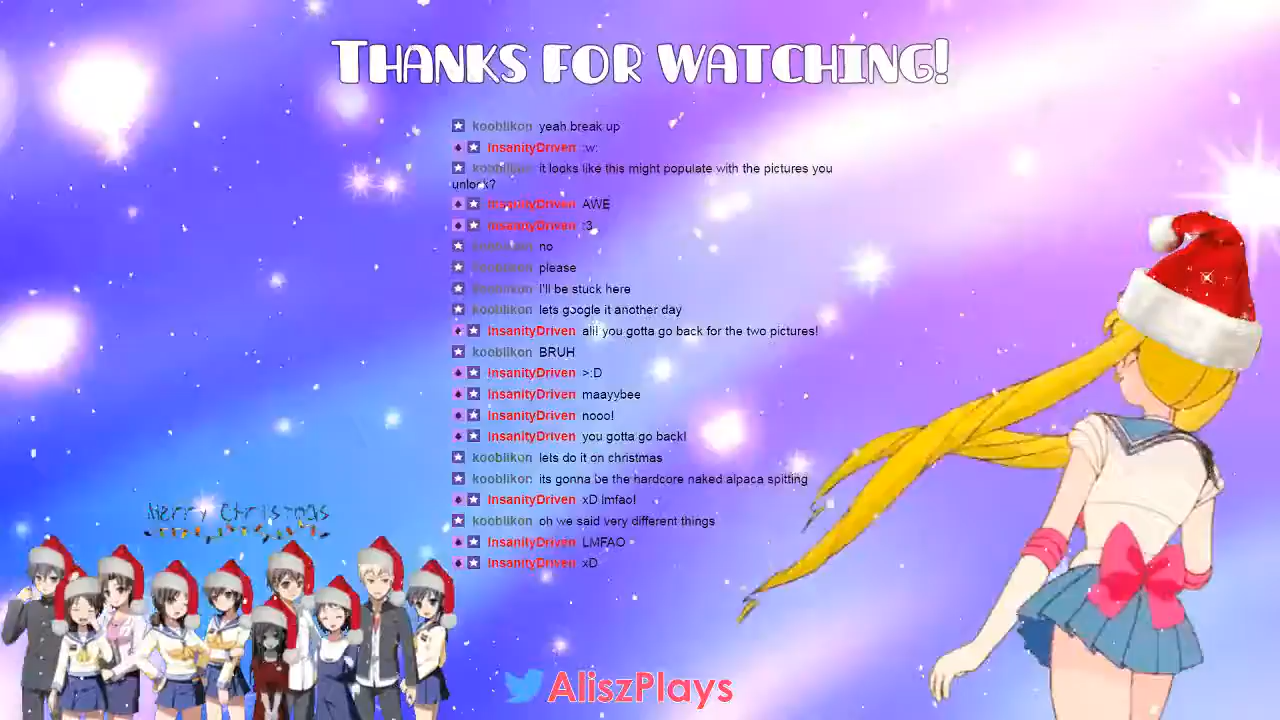 THANKS FOR WATCHING!
kooblikon yeah break up
InsanityDriven :w:
kooblikon it looks like this might populate with the pictures you
unlock?
InsanityDriven AWE
InsanityDriven :3
kooblikon no
kooblikon please
kooblikon I'll be stuck here
kooblikon lets google it another day
InsanityDriven ali! you gotta go back for the two pictures!
kooblikon BRUH
InsanityDriven >:D
InsanityDriven maayybee
InsanityDriven nooo!
InsanityDriven you gotta go back!
kooblikon lets do it on christmas
kooblikon its gonna be the hardcore naked alpaca spitting
InsanityDriven xD lmfao!
kooblikon oh we said very different things
InsanityDriven LMFAO
InsanityDriven xD
Merry Christmas
AliszPlays